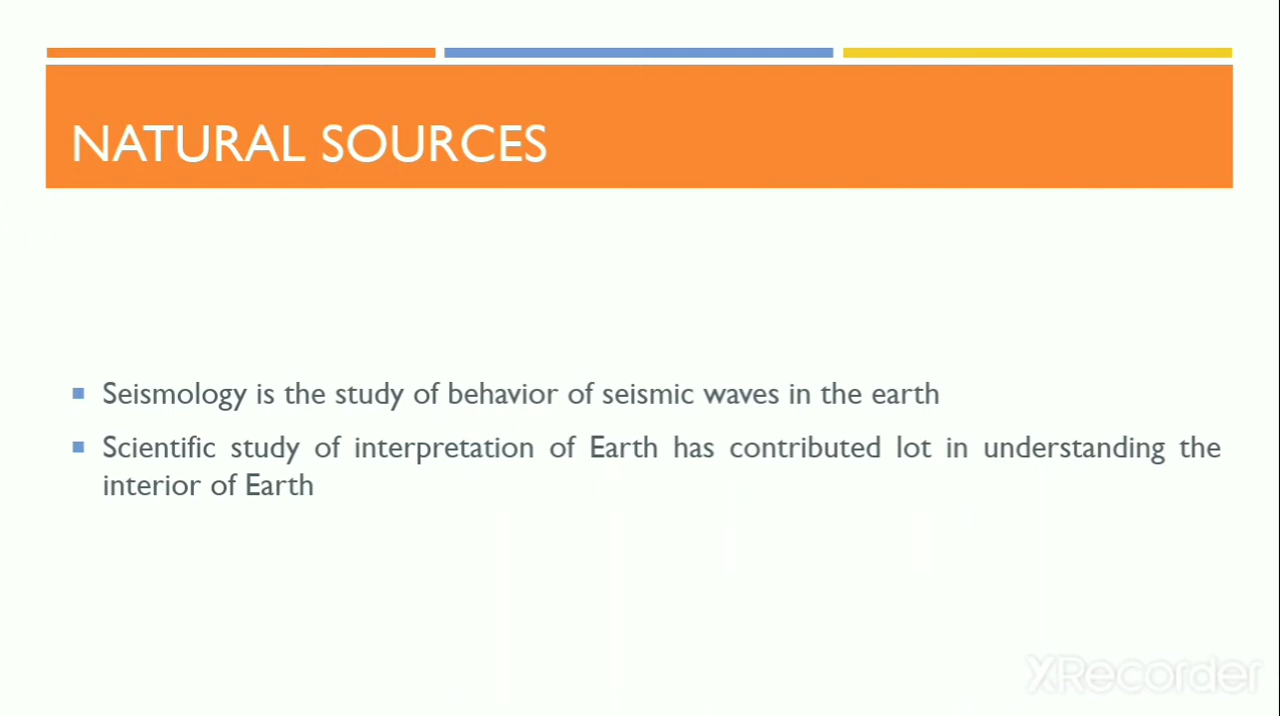 NATURAL SOURCES
Seismology is the study of behavior of seismic waves in the earth
Scientific study of interpretation of Earth has contributed lot in understanding the
interior of Earth
XRecorder